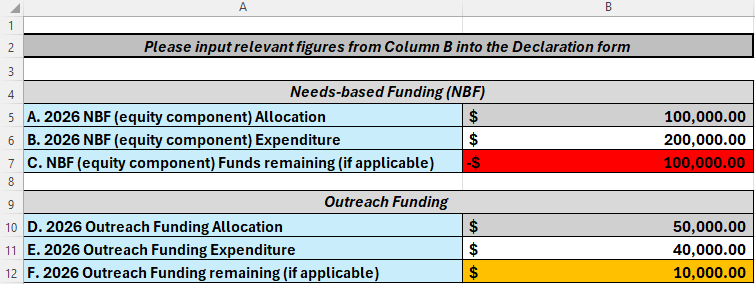 A B
1
2 Please input relevant figures from Column B into the Declaration form
3
4 Needs-based Funding (NBF)
5 A. 2026 NBF (equity component) Allocation $ 100,000.00
6 B. 2026 NBF (equity component) Expenditure $ 200,000.00
7 C. NBF (equity component) Funds remaining (if applicable) -$ 100,000.00
8
9 Outreach Funding
10 D. 2026 Outreach Funding Allocation $ 50,000.00
11 E. 2026 Outreach Funding Expenditure $ 40,000.00
12 F. 2026 Outreach Funding remaining (if applicable) $ 10,000.00